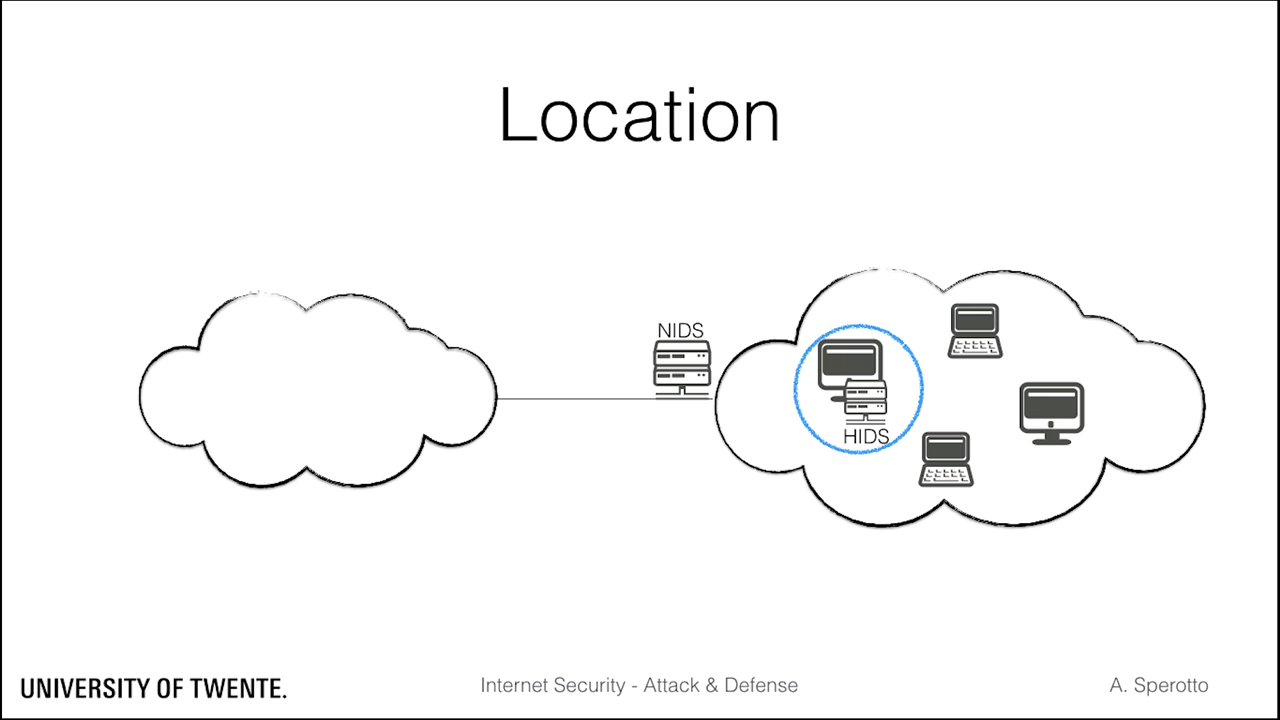 Location
NIDS
HIDS
UNIVERSITY OF TWENTE.
Internet Security - Attack & Defense
A. Sperotto